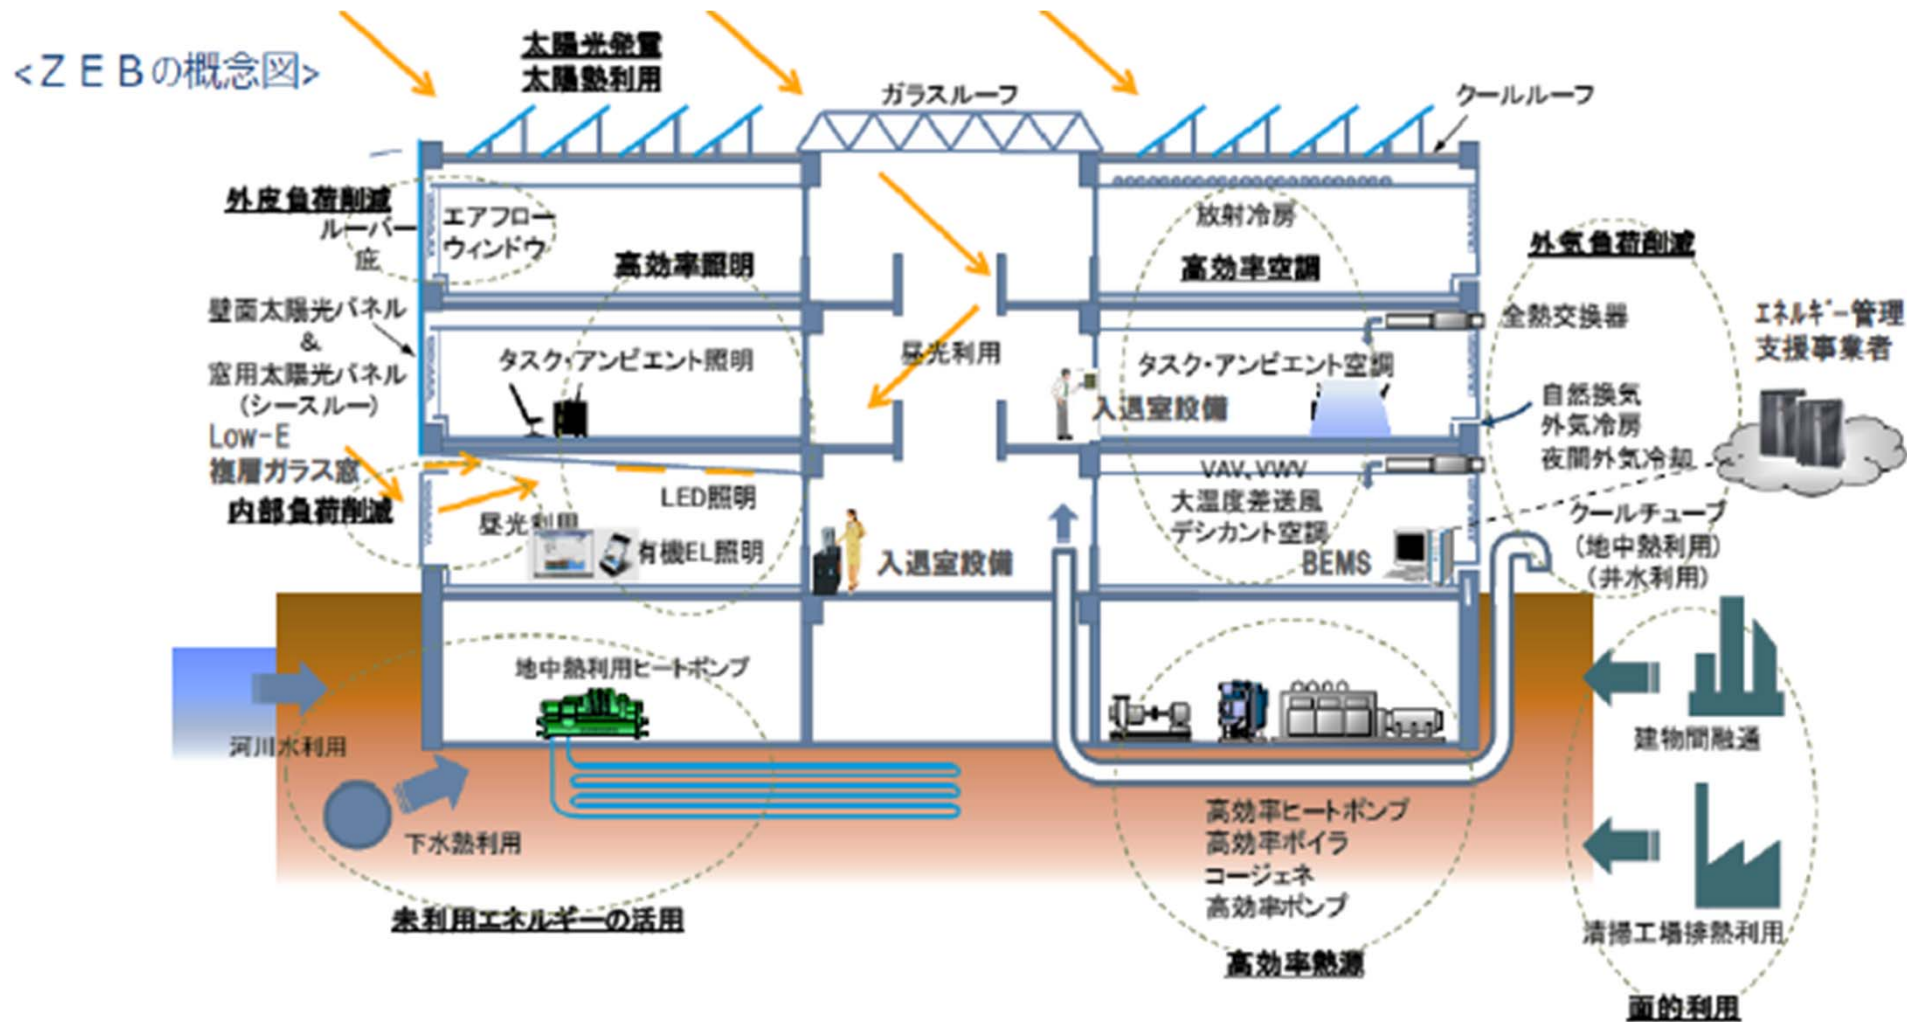 <ＺＥＢの概念図>
太陽光発電
太陽熱利用
ガラスルーフ
クールルーフ
外皮負荷削減
ルーバー
庇
エアフロー
ウィンドウ
高効率照明
放射冷房
高効率空調
外気負荷削減
壁面太陽光パネル
&
窓用太陽光パネル
(シースルー)
タスク・アンビエント照明
昼光利用
入退室設備
タスク・アンビエント空調
全熱交換器
エネルギー管理
支援事業者
自然換気
外気冷房
夜間外気冷却
Low-E
複層ガラス窓
内部負荷削減
昼光利用
LED照明
有機EL照明
入退室設備
VAV、VWV
大温度差送風
デシカント空調
BEMS
クールチューブ
(地中熱利用)
(井水利用)
地中熱利用ヒートポンプ
河川水利用
下水熱利用
未利用エネルギーの活用
高効率ヒートポンプ
高効率ボイラ
コージェネ
高効率ポンプ
高効率熱源
建物間融通
清掃工場排熱利用
面的利用